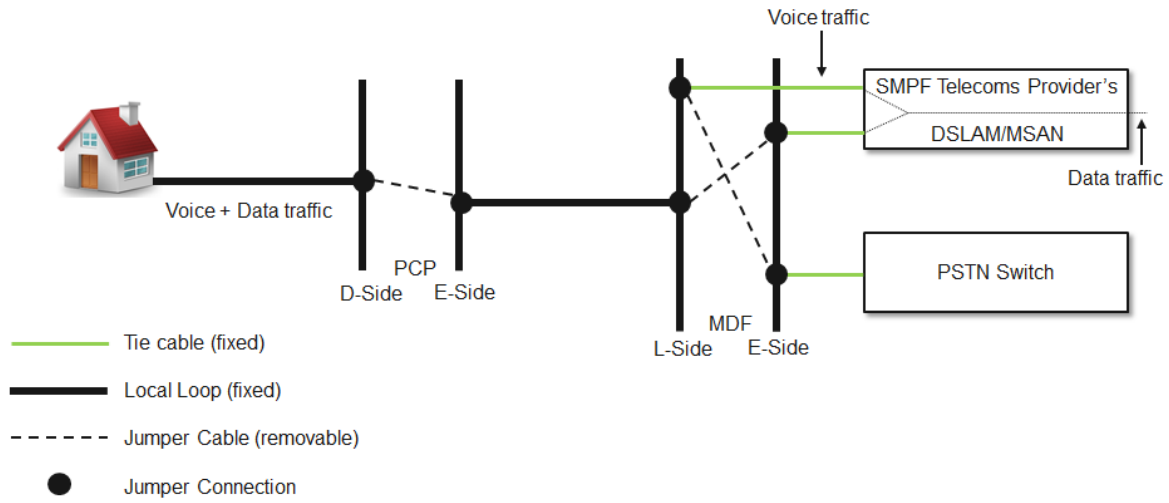 Voice traffic
SMPF Telecoms Provider's
DSLAM/MSAN
Data traffic
Voice + Data traffic
PCP
D-Side
E-Side
PSTN Switch
MDF
L-Side
E-Side
Tie cable (fixed)
Local Loop (fixed)
Jumper Cable (removable)
Jumper Connection